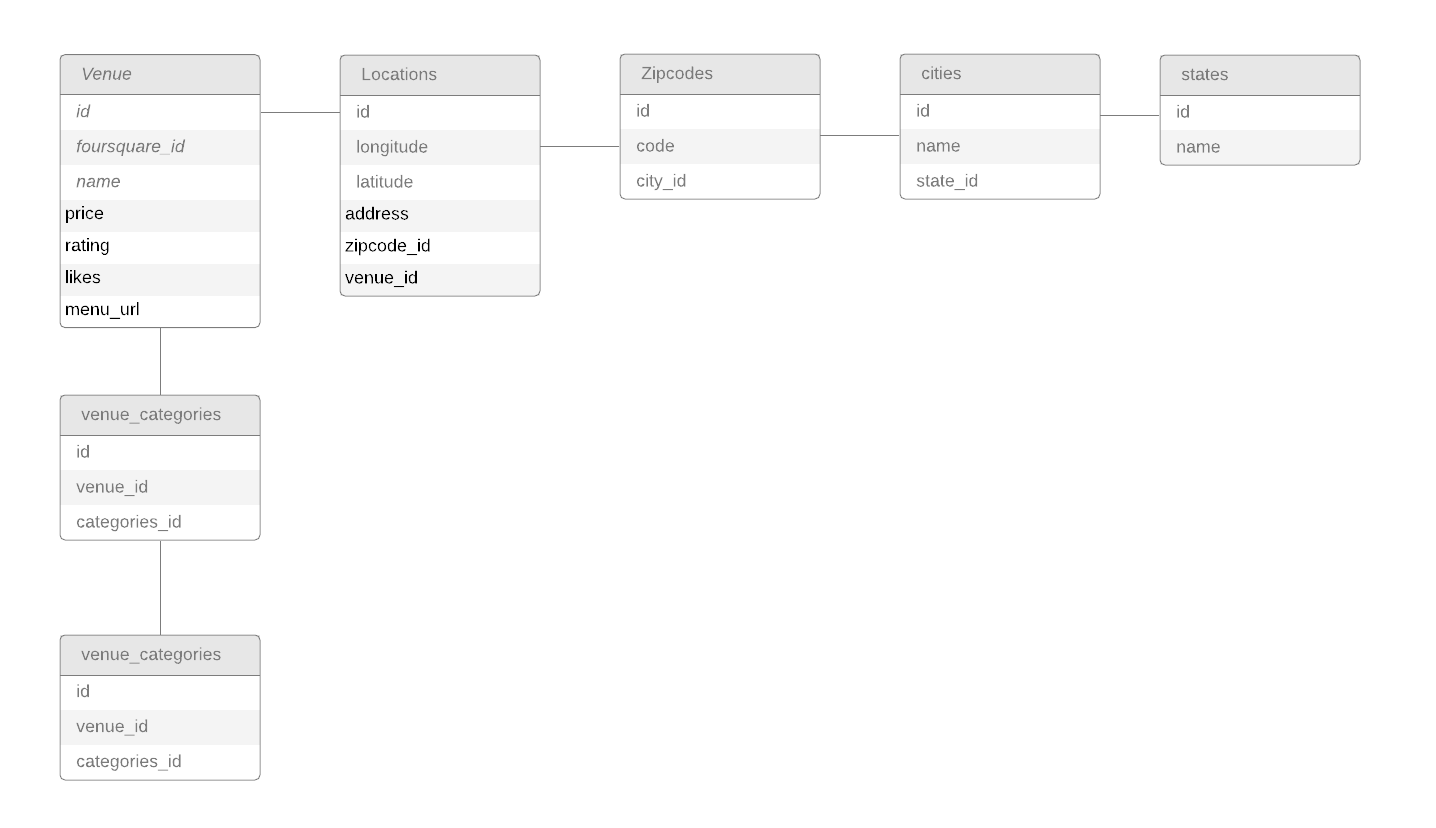 Venue
id
foursquare_id
name
price
rating
likes
menu_url
Locations
id
longitude
latitude
address
zipcode_id
venue_id
Zipcodes
id
code
city_id
cities
id
name
state_id
states
id
name
venue_categories
id
venue_id
categories_id
venue_categories
id
venue_id
categories_id